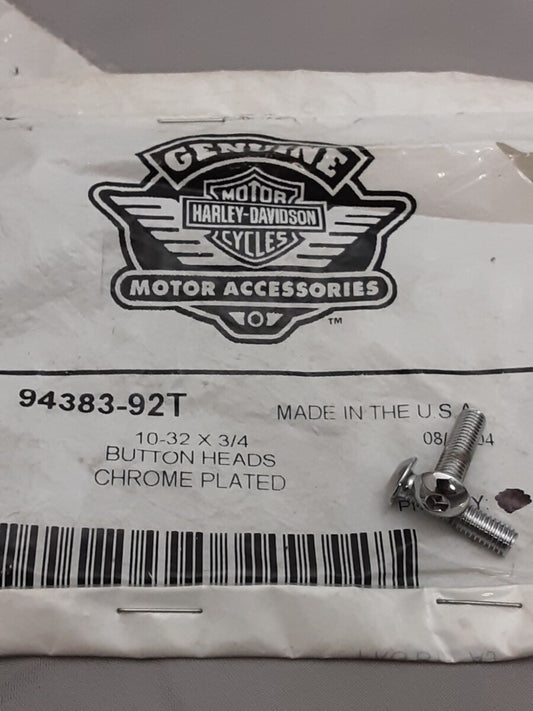 GENUINE
MOTOR
HARLEY-DAVIDSON
CYCLES
MOTOR ACCESSORIES
TM
94383-92T
MADE IN THE U.S.A
10-32 X 3/4
BUTTON HEADS
CHROME PLATED